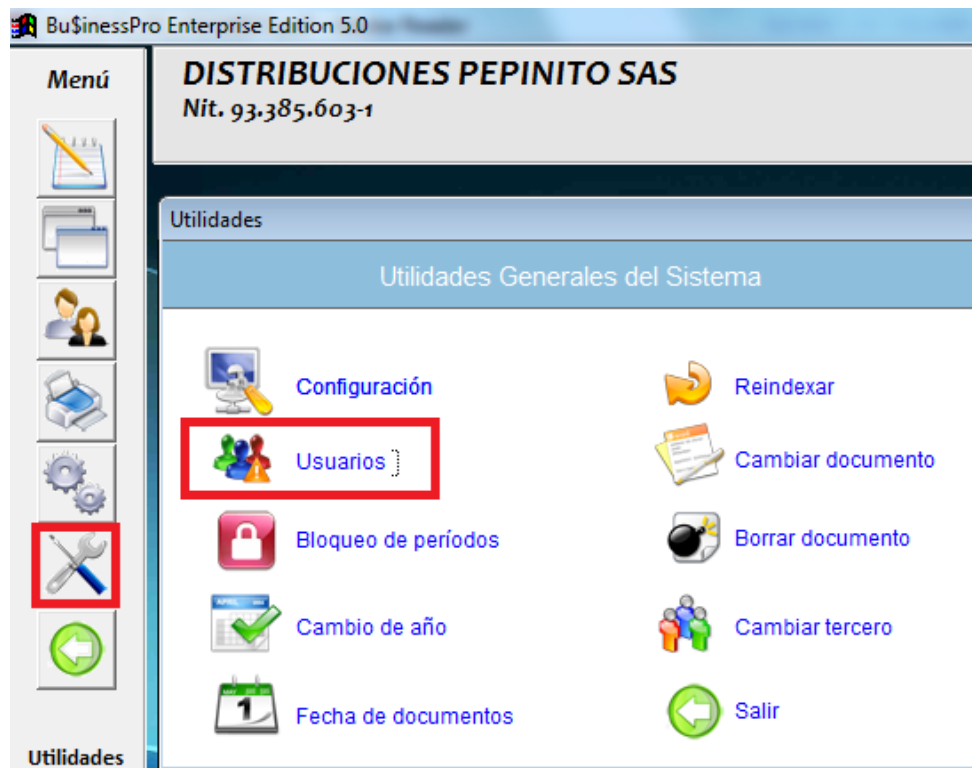 Bu$inessPro Enterprise Edition 5.0
Menú
DISTRIBUCIONES PEPINITO SAS
Nit. 93.385.603-1
Utilidades
Utilidades Generales del Sistema
Configuración
Reindexar
Usuarios
Cambiar documento
Bloqueo de períodos
Borrar documento
APRIL
Cambio de año
Cambiar tercero
1
Fecha de documentos
Salir
Utilidades